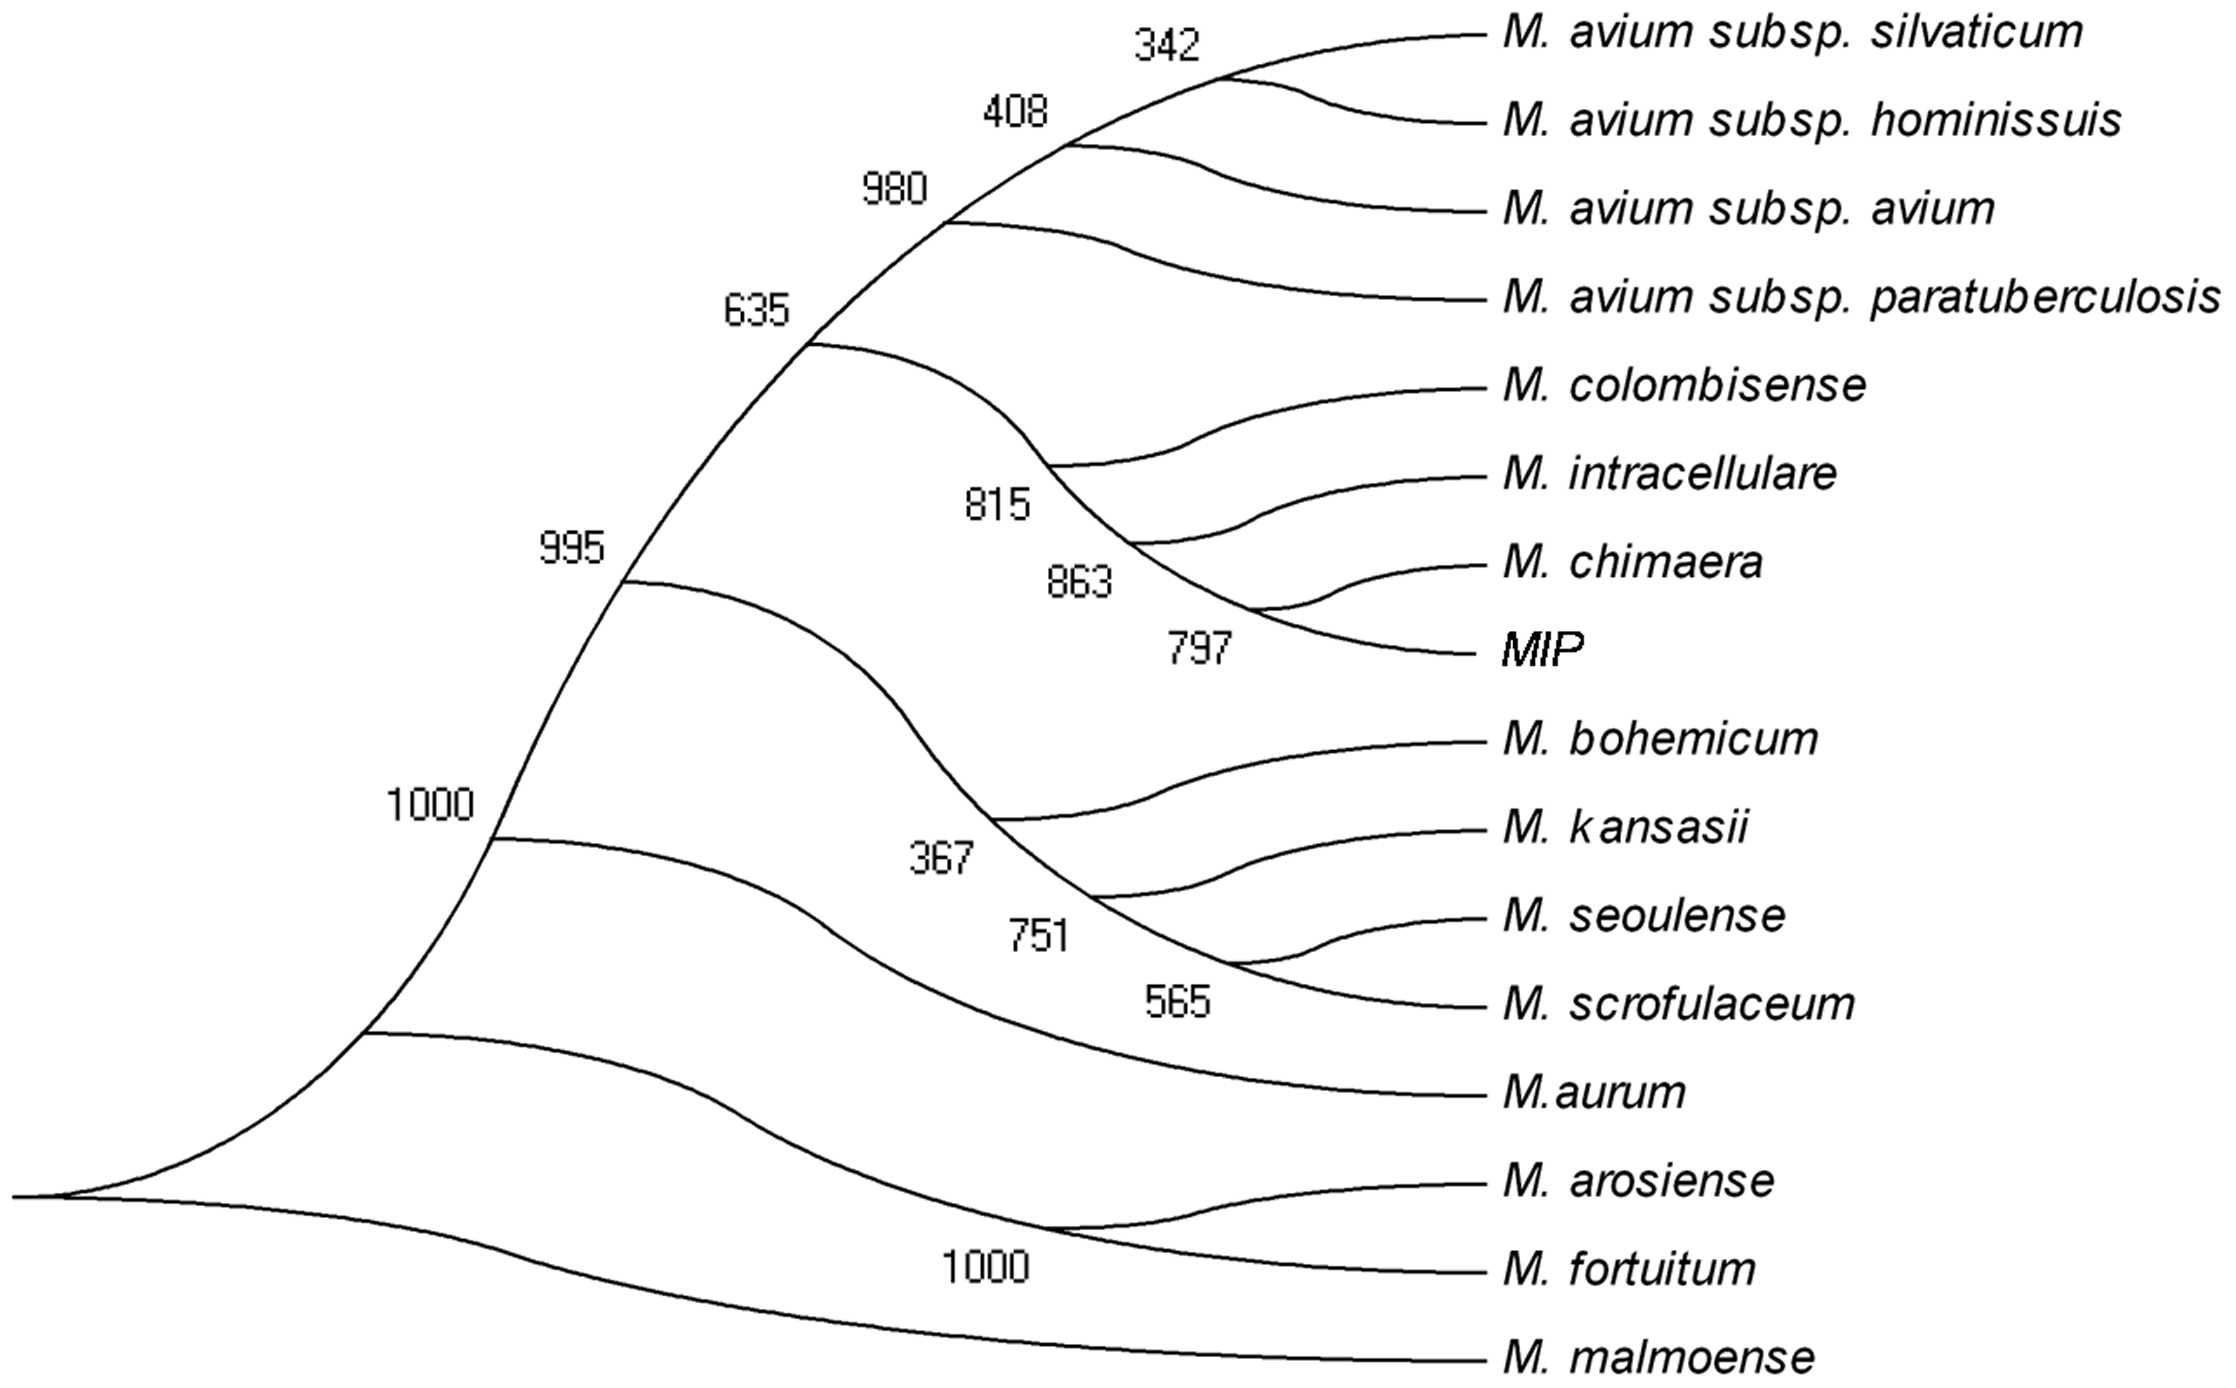 342
M. avium subsp. silvaticum
408
M. avium subsp. hominissuis
980
M. avium subsp. avium
635
M. avium subsp. paratuberculosis
M. colombisense
815
M. intracellulare
995
863
M. chimaera
797
MIP
M. bohemicum
1000
367
M. kansasii
751
M. seoulense
565
M. scrofulaceum
M.aurum
M. arosiense
1000
M. fortuitum
M. malmoense